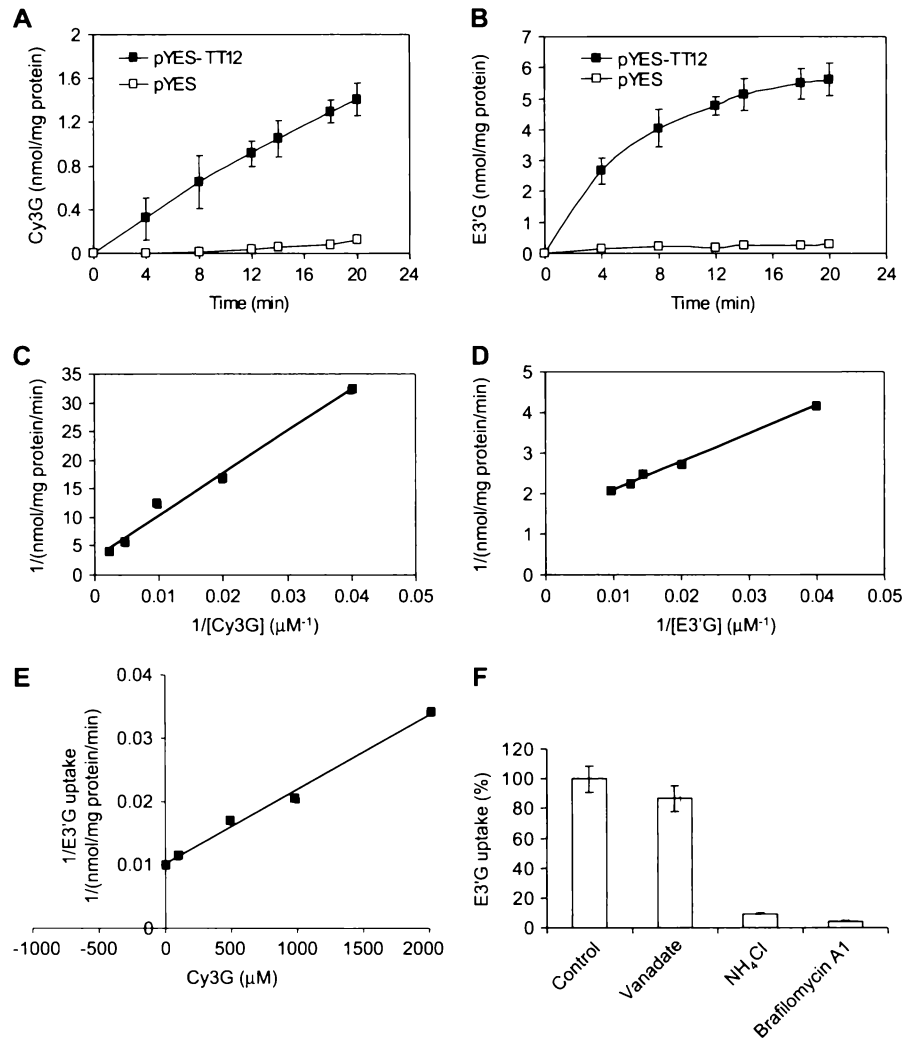 A
Cy3G (nmol/mg protein)
2
1.6
1.2
0.8
0.4
0
pYES-TT12
pYES
0 4 8 12 16 20 24
Time (min)
B
E3'G (nmol/mg protein)
7
6
5
4
3
2
1
0
pYES-TT12
pYES
0 4 8 12 16 20 24
Time (min)
C
1/(nmol/mg protein/min)
35
30
25
20
15
10
5
0
0 0.01 0.02 0.03 0.04 0.05
1/[Cy3G] (µM-1)
D
1/(nmol/mg protein/min)
5
4
3
2
1
0
0 0.01 0.02 0.03 0.04 0.05
1/[E3'G] (µM-1)
E
1/E3'G uptake
1/(nmol/mg protein/min)
0.04
0.03
0.02
0.01
0
-1000 -500 0 500 1000 1500 2000
Cy3G (µM)
F
E3'G uptake (%)
120
100
80
60
40
20
0
Control
Vanadate
NH4Cl
Brafilomycin A1